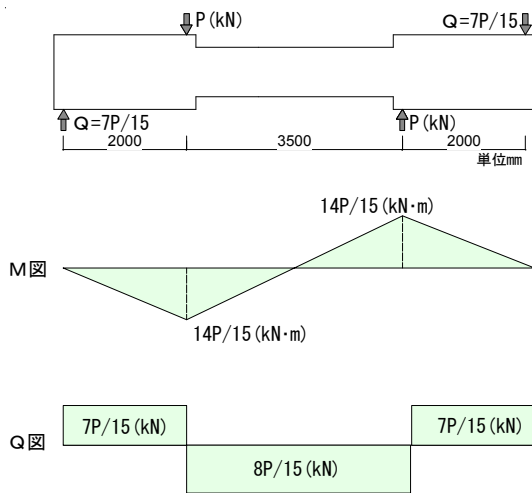 P(kN)
Q=7P/15
Q=7P/15
P(kN)
2000
3500
2000
単位mm
14P/15(kN・m)
M図
14P/15(kN・m)
Q図
7P/15(kN)
7P/15(kN)
8P/15(kN)